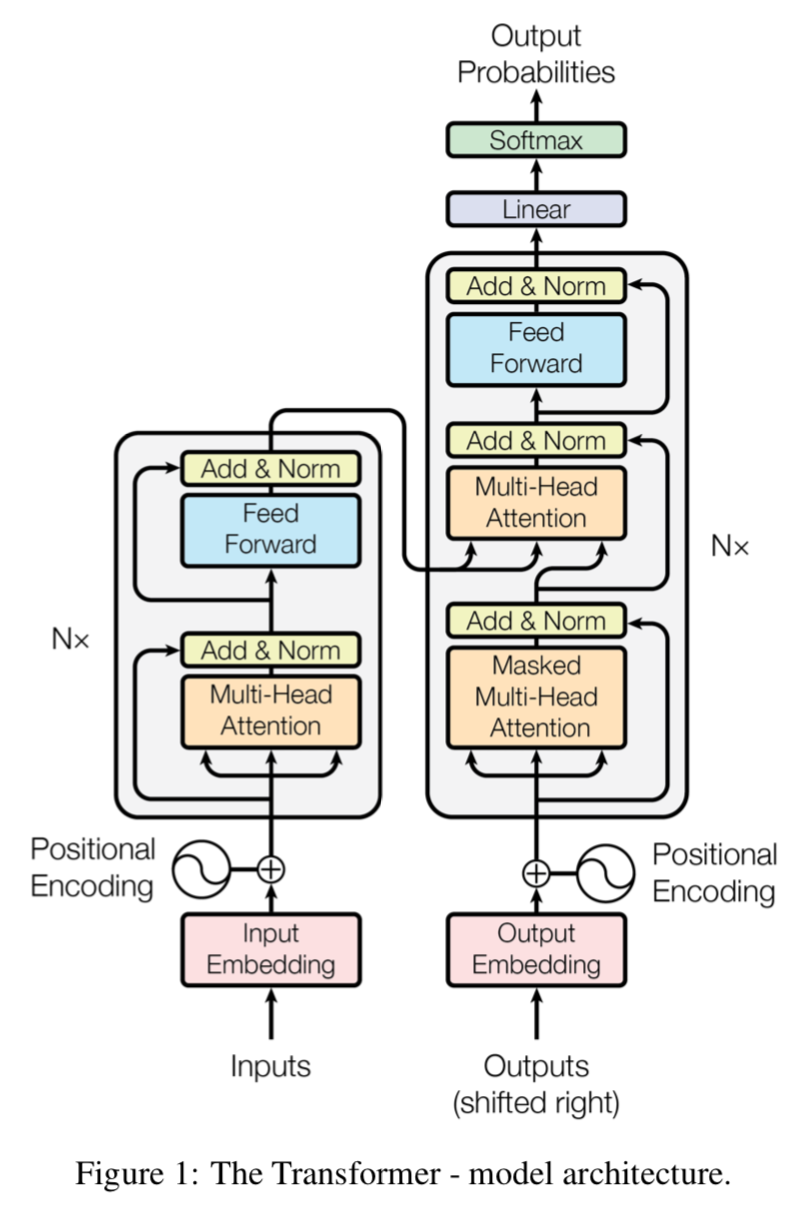 Output
Probabilities
Softmax
Linear
Add & Norm
Feed
Forward
Add & Norm
Multi-Head
Attention
N×
Add & Norm
Masked
Multi-Head
Attention
Add & Norm
Feed
Forward
N×
Add & Norm
Multi-Head
Attention
Positional
Encoding
Positional
Encoding
Input
Embedding
Output
Embedding
Inputs
Outputs
(shifted right)
Figure 1: The Transformer - model architecture.